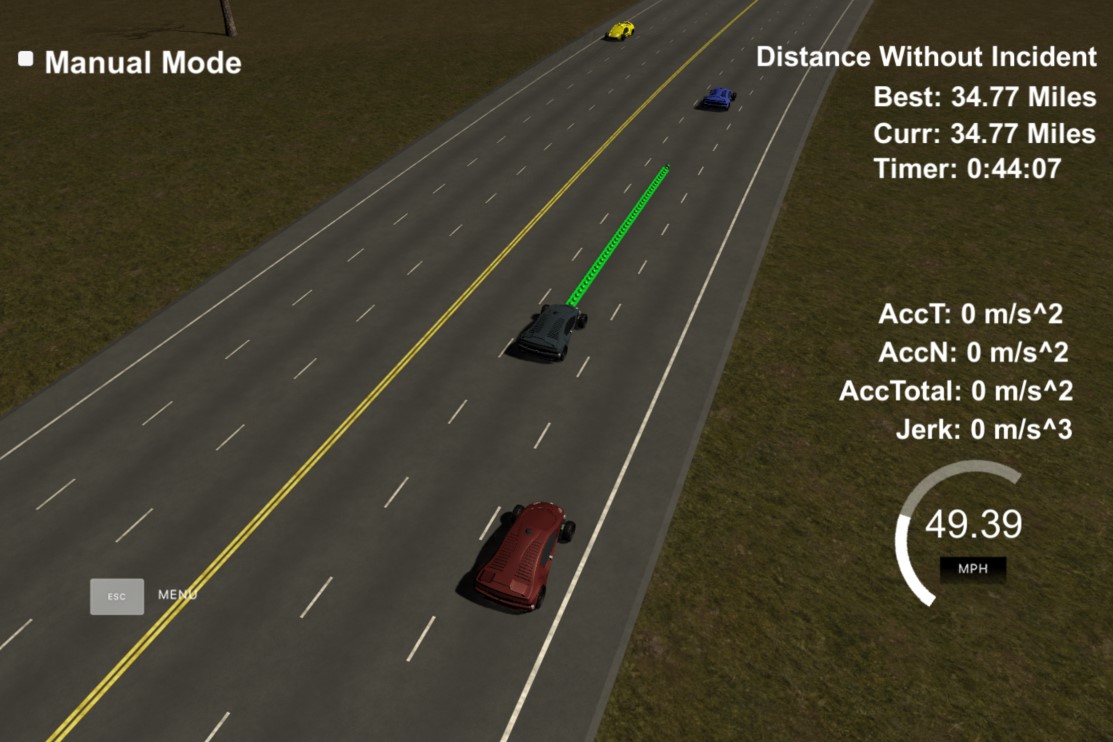 Manual Mode
Distance Without Incident
Best: 34.77 Miles
Curr: 34.77 Miles
Timer: 0:44:07
AccT: 0 m/s^2
AccN: 0 m/s^2
AccTotal: 0 m/s^2
Jerk: 0 m/s^3
49.39
MPH
ESC MENU